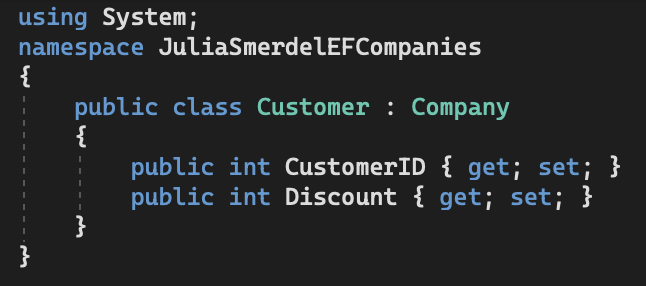 using System;
namespace JuliaSmerdelEFCompanies
{
public class Customer : Company
{
public int CustomerID { get; set; }
public int Discount { get; set; }
}
}